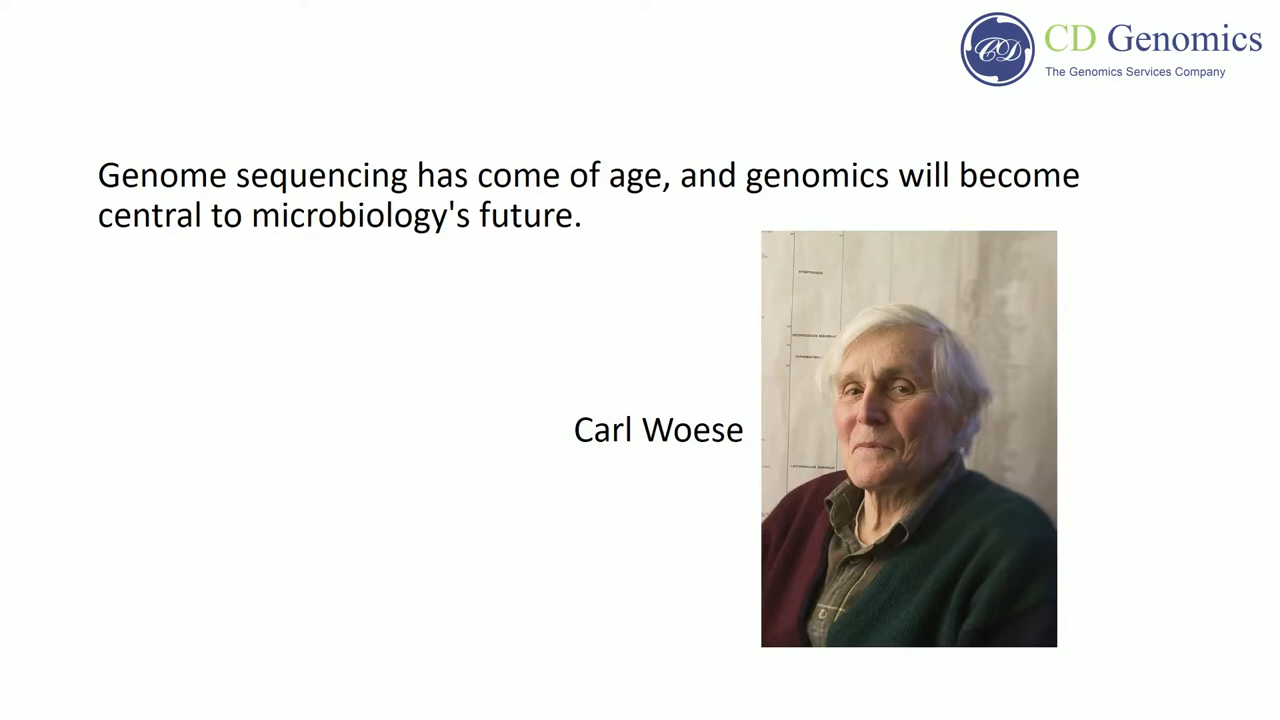 CD Genomics
The Genomics Services Company
Genome sequencing has come of age, and genomics will become
central to microbiology's future.
Carl Woese